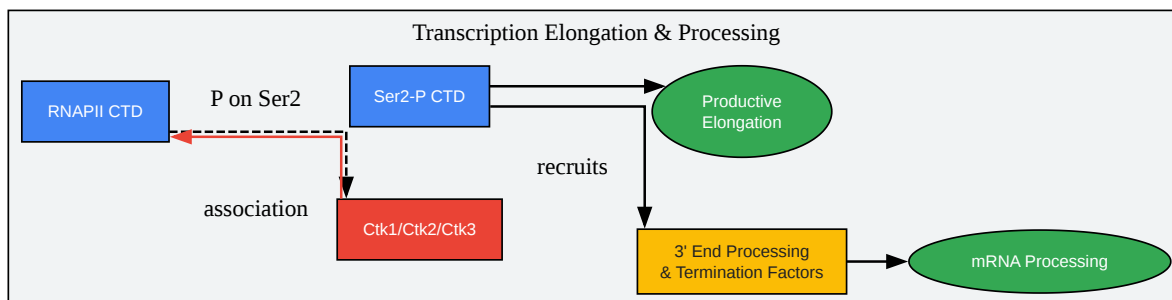 Transcription Elongation & Processing
RNAPII CTD
P on Ser2
Ser2-P CTD
Productive
Elongation
recruits
association
Ctk1/Ctk2/Ctk3
3' End Processing
& Termination Factors
mRNA Processing